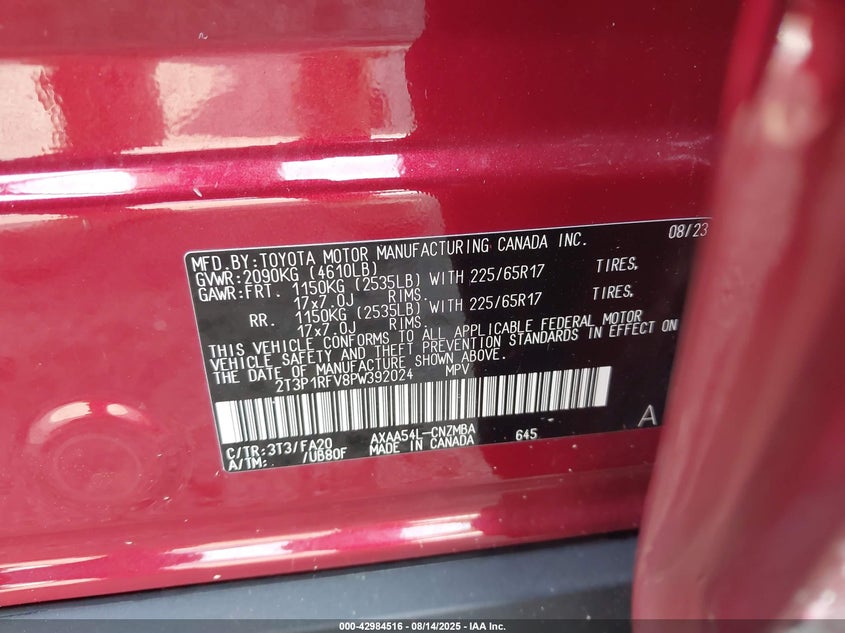 MFD.BY:TOYOTA MOTOR MANUFACTURING CANADA INC. 08/23
GVWR:2090KG (4610LB)
GAWR:FRT. 1150KG (2535LB) WITH 225/65R17 TIRES,
17x7.0J RIMS.
RR. 1150KG (2535LB) WITH 225/65R17 TIRES,
17x7.0J RIMS.
THIS VEHICLE CONFORMS TO ALL APPLICABLE FEDERAL MOTOR
VEHICLE SAFETY AND THEFT PREVENTION STANDARDS IN EFFECT ON
THE DATE OF MANUFACTURE SHOWN ABOVE.
2T3P1RFV8PW392024 MPV
A
C/TR:3T3/FA20 AXAA54L-CNZMBA 645
A/TM: /UB80F MADE IN CANADA
000-42984516 - 08/14/2025 - IAA Inc.